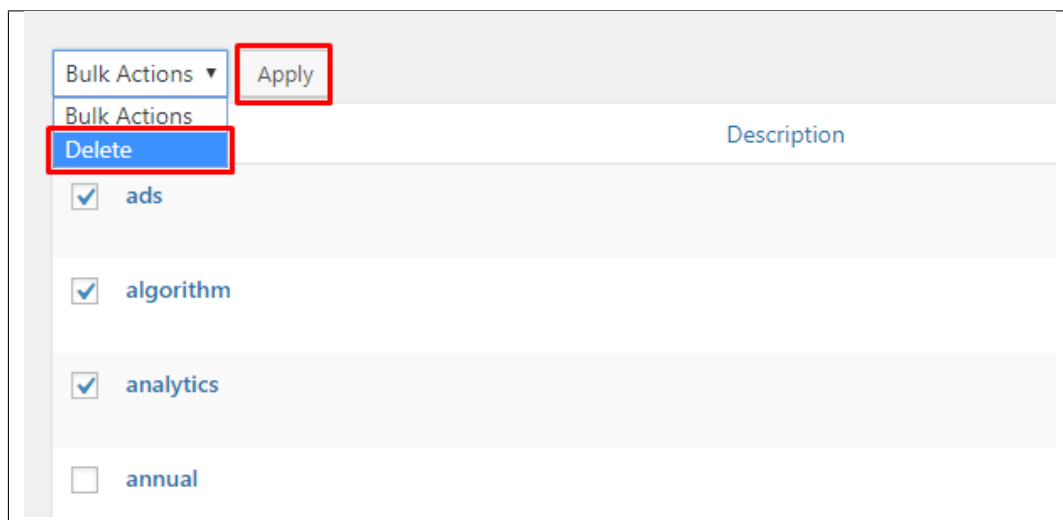 Bulk Actions Apply
Bulk Actions
Delete
Description
ads
algorithm
analytics
annual